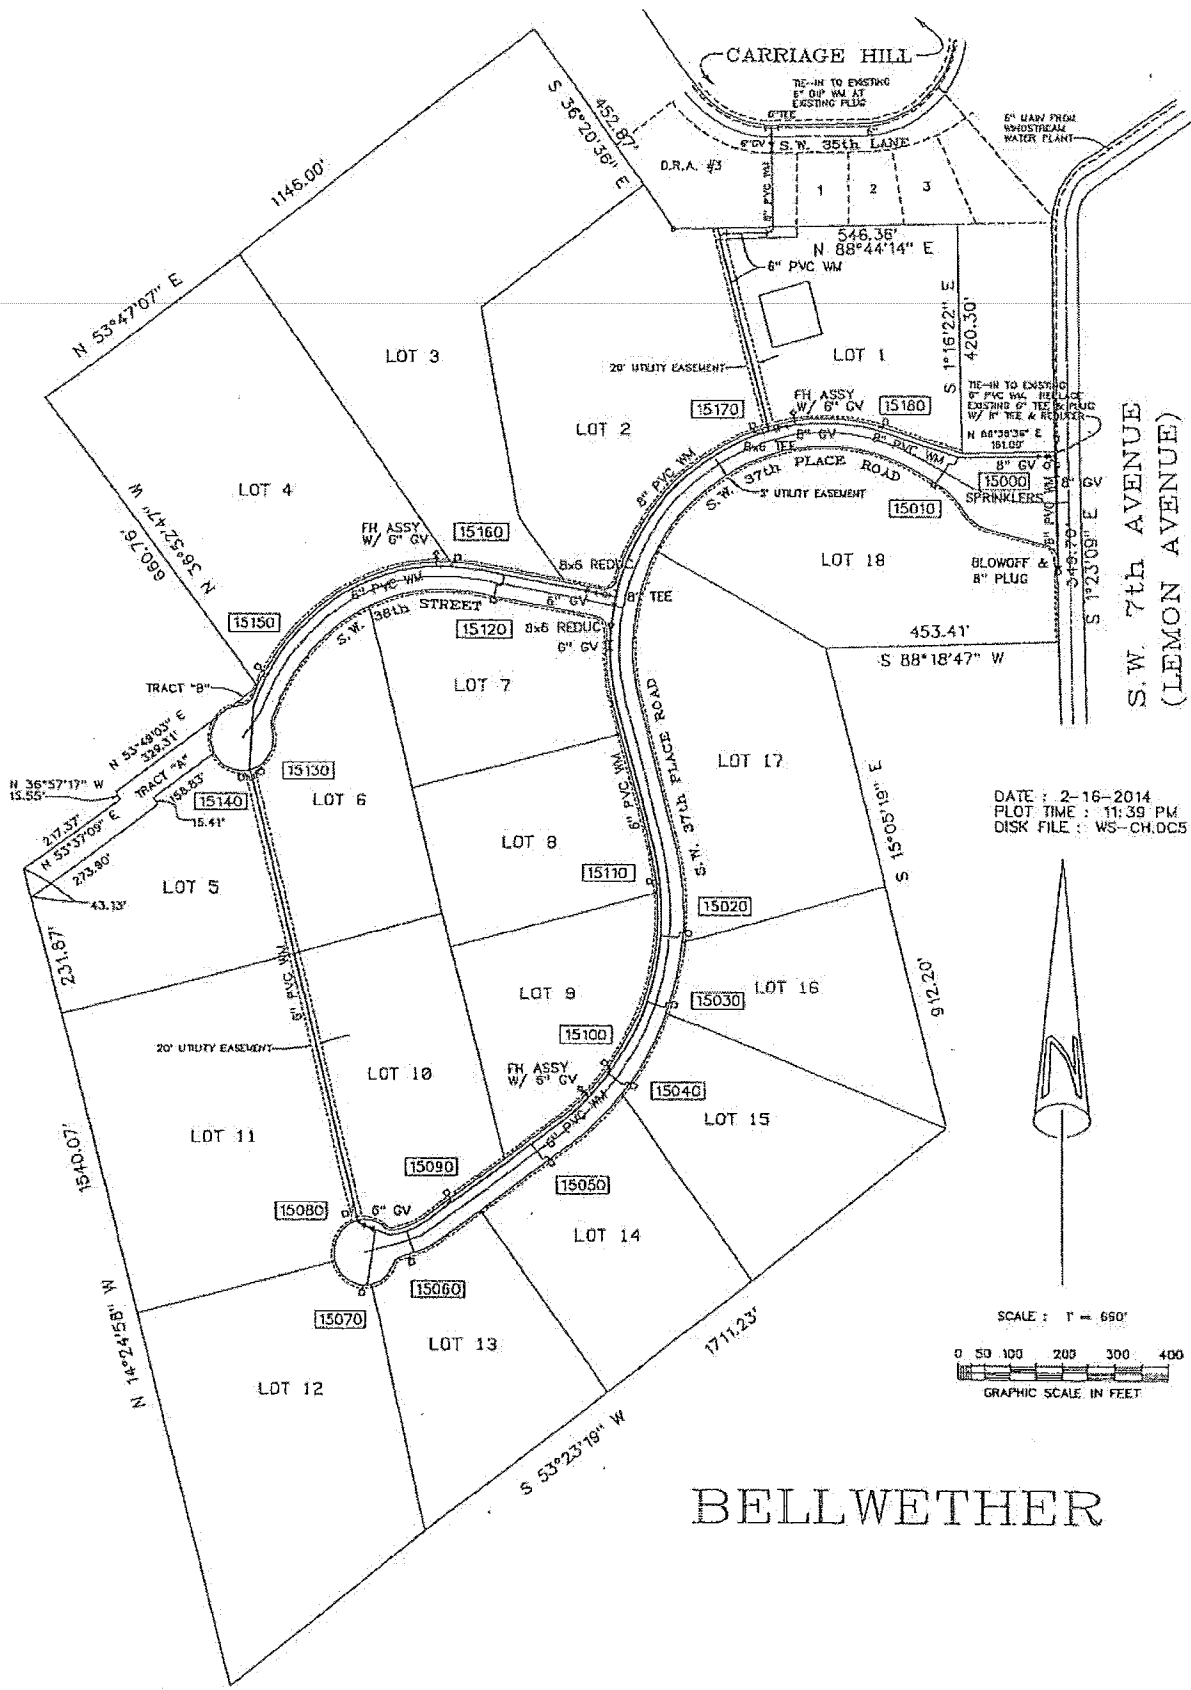 CARRIAGE HILL
TIE-IN TO EXISTING
6" DIP WM AT
EXISTING PLUG
6"TEE
6"GV
S.W. 35th LANE
6" MAIN FROM
WINDSTREAM
WATER PLANT
S 36°20'36" E
452.87'
D.R.A. #3
6" PVC WM
1
2
3
1146.00'
N 53°47'07" E
546.36'
N 88°44'14" E
6" PVC WM
S 1°16'22" E
420.30'
LOT 3
LOT 1
20' UTILITY EASEMENT
FH ASSY
W/ 6" GV
15170
15180
TIE-IN TO EXISTING
6" PVC WM, REPLACE
EXISTING 6" TEE & PLUG
W/ 8" TEE & REDUCER
N 88°38'36" E
161.00'
LOT 2
8" GV
8" PVC WM
8x6 TEE
8" PVC WM
S.W. 37th PLACE ROAD
UTILITY EASEMENT
8" GV
15000
8" GV
SPRINKLERS
15010
8" PVC WM
BLOWOFF &
8" PLUG
549.70'
S 1°23'09" E
S.W. 7th AVENUE
(LEMON AVENUE)
LOT 4
N 36°52'47" W
660.76'
FH ASSY
W/ 6" GV
15160
8x6 REDUC
6" GV
8" TEE
LOT 18
6" PVC WM
S.W. 38th STREET
15150
15120
8x6 REDUC
6" GV
453.41'
S 88°18'47" W
TRACT "B"
LOT 7
N 53°49'03" E
329.31'
TRACT "A"
158.83'
N 36°57'17" W
15.55'
15130
15140
15.41'
217.37'
N 53°37'09" E
273.80'
43.13'
LOT 6
LOT 17
6" PVC WM
S.W. 37th PLACE ROAD
S 15°05'19" E
DATE : 2-16-2014
PLOT TIME : 11:39 PM
DISK FILE : WS-CH.DC5
LOT 8
LOT 5
15110
15020
231.87'
6" PVC WM
912.20'
LOT 9
LOT 16
15030
15100
20' UTILITY EASEMENT
LOT 10
FH ASSY
W/ 6" GV
15040
6" PVC WM
LOT 15
LOT 11
1540.07'
15090
15050
15080
6" GV
LOT 14
15060
15070
N 14°24'58" W
LOT 13
1711.23'
LOT 12
S 53°23'19" W
N
SCALE : 1" = 650'
0 50 100 200 300 400
GRAPHIC SCALE IN FEET
BELLWETHER